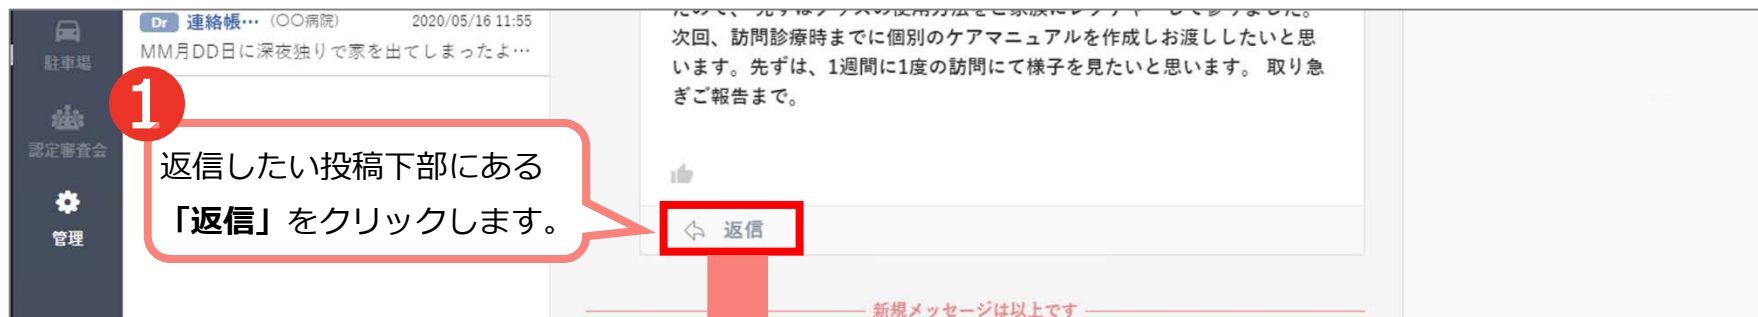 駐車場
認定審査会
管理
Dr 連絡帳… (〇〇病院) 2020/05/16 11:55
MM月DD日に深夜独りで家を出てしまったよ…
1
返信したい投稿下部にある
「返信」をクリックします。
次回、訪問診療時までに個別のケアマニュアルを作成しお渡ししたいと思
います。先ずは、1週間に1度の訪問にて様子を見たいと思います。 取り急
ぎご報告まで。
返信
新規メッセージは以上です